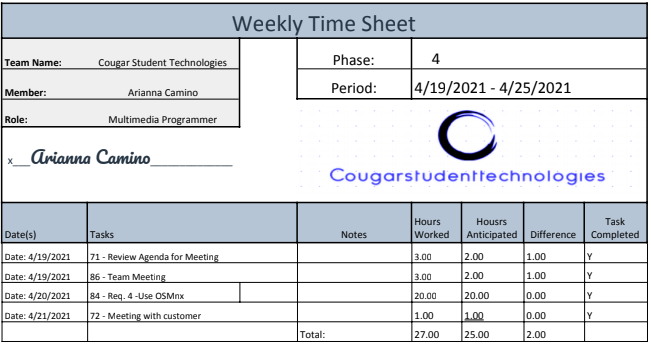 Weekly Time Sheet
Team Name: Cougar Student Technologies
Phase: 4
Member: Arianna Camino
Period: 4/19/2021 - 4/25/2021
Role: Multimedia Programmer
x___Arianna Camino______________
Cougarstudenttechnologies
Date(s) Tasks Notes Hours Worked Housrs Anticipated Difference Task Completed
Date: 4/19/2021 71 - Review Agenda for Meeting 3.00 2.00 1.00 Y
Date: 4/19/2021 86 - Team Meeting 3.00 2.00 1.00 Y
Date: 4/20/2021 84 - Req. 4 -Use OSMnx 20.00 20.00 0.00 Y
Date: 4/21/2021 72 - Meeting with customer 1.00 1.00 0.00 Y
Total: 27.00 25.00 2.00